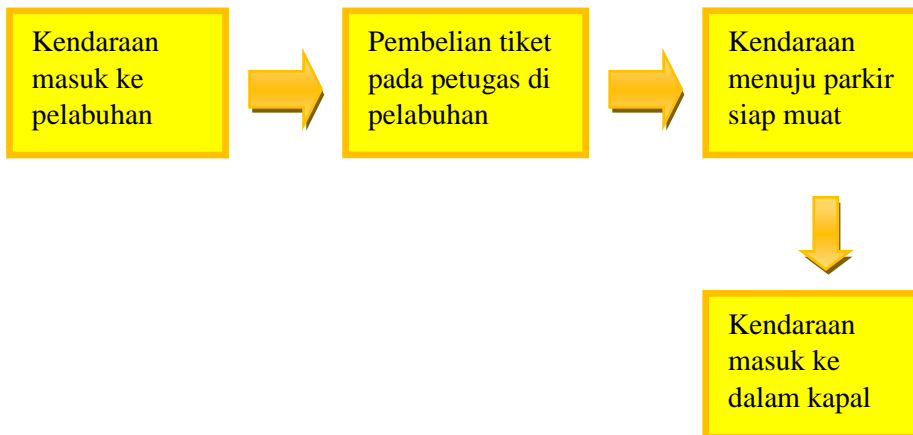 Kendaraan
masuk ke
pelabuhan
Pembelian tiket
pada petugas di
pelabuhan
Kendaraan
menuju parkir
siap muat
Kendaraan
masuk ke
dalam kapal